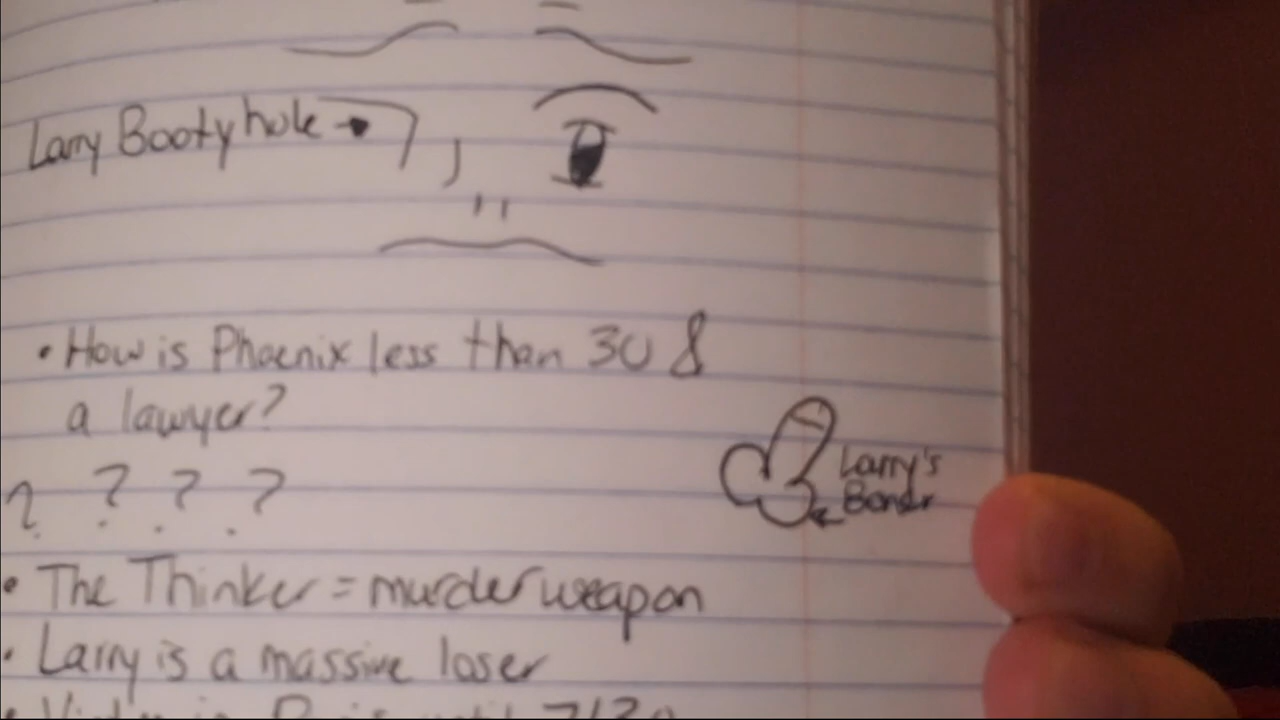 Larry Bootyhole
• How is Phoenix less than 30 &
a lawyer?
? ? ? ?
Larry's
Boner
• The Thinker = murder weapon
• Larry is a massive loser